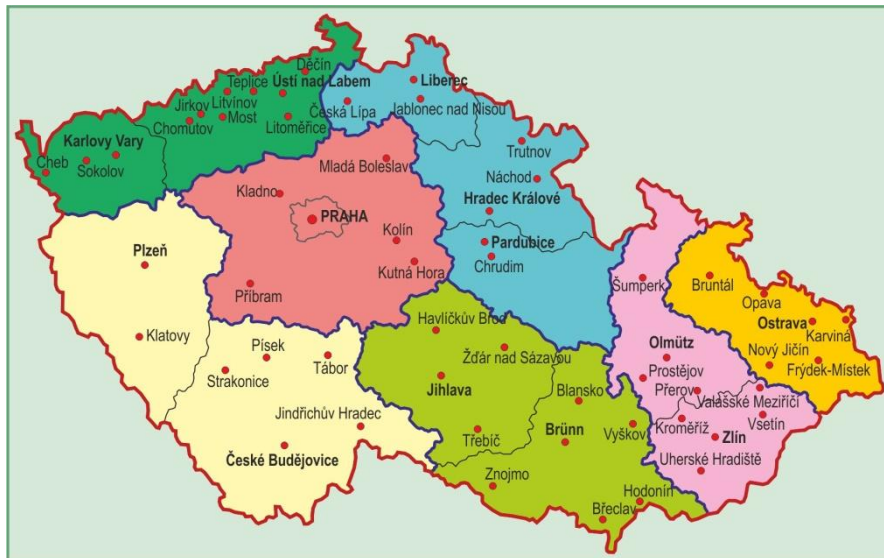 Děčín
Teplice
Ústí nad Labem
Liberec
Jirkov
Litvínov
Česká Lípa
Jablonec nad Nisou
Chomutov
Most
Litoměřice
Karlovy Vary
Trutnov
Cheb
Sokolov
Mladá Boleslav
Náchod
Kladno
Hradec Králové
PRAHA
Kolín
Pardubice
Plzeň
Chrudim
Kutná Hora
Příbram
Šumperk
Bruntál
Opava
Havlíčkův Brod
Ostrava
Karviná
Klatovy
Písek
Žďár nad Sázavou
Olmütz
Nový Jičín
Strakonice
Tábor
Prostějov
Frýdek-Místek
Jihlava
Blansko
Přerov
Valašské Meziříčí
Jindřichův Hradec
Kroměříž
Vsetín
Třebíč
Brünn
Vyškov
Zlín
České Budějovice
Uherské Hradiště
Znojmo
Hodonín
Břeclav